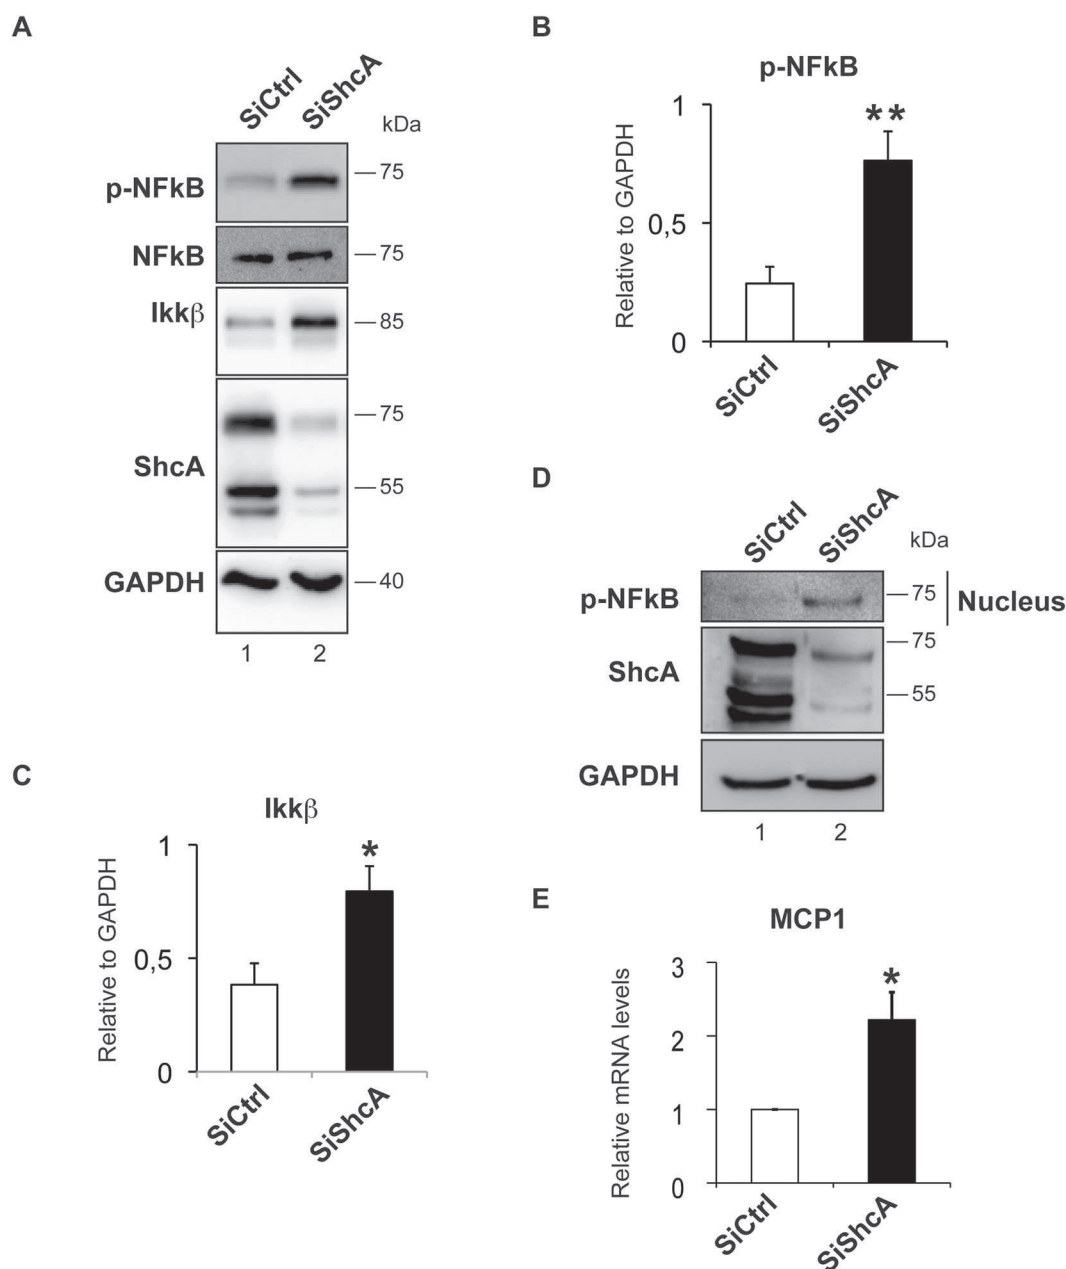 A
SiCtrl SiShcA
kDa
p-NFkB 75
NFkB 75
Ikkβ 85
75
ShcA
55
GAPDH 40
1 2
B
p-NFkB
Relative to GAPDH
1
**
0,5
0
SiCtrl SiShcA
C
Ikkβ
Relative to GAPDH
1
*
0,5
0
SiCtrl SiShcA
D
SiCtrl SiShcA
kDa
p-NFkB 75 Nucleus
75
ShcA
55
GAPDH
1 2
E
MCP1
Relative mRNA levels
3
*
2
1
0
SiCtrl SiShcA